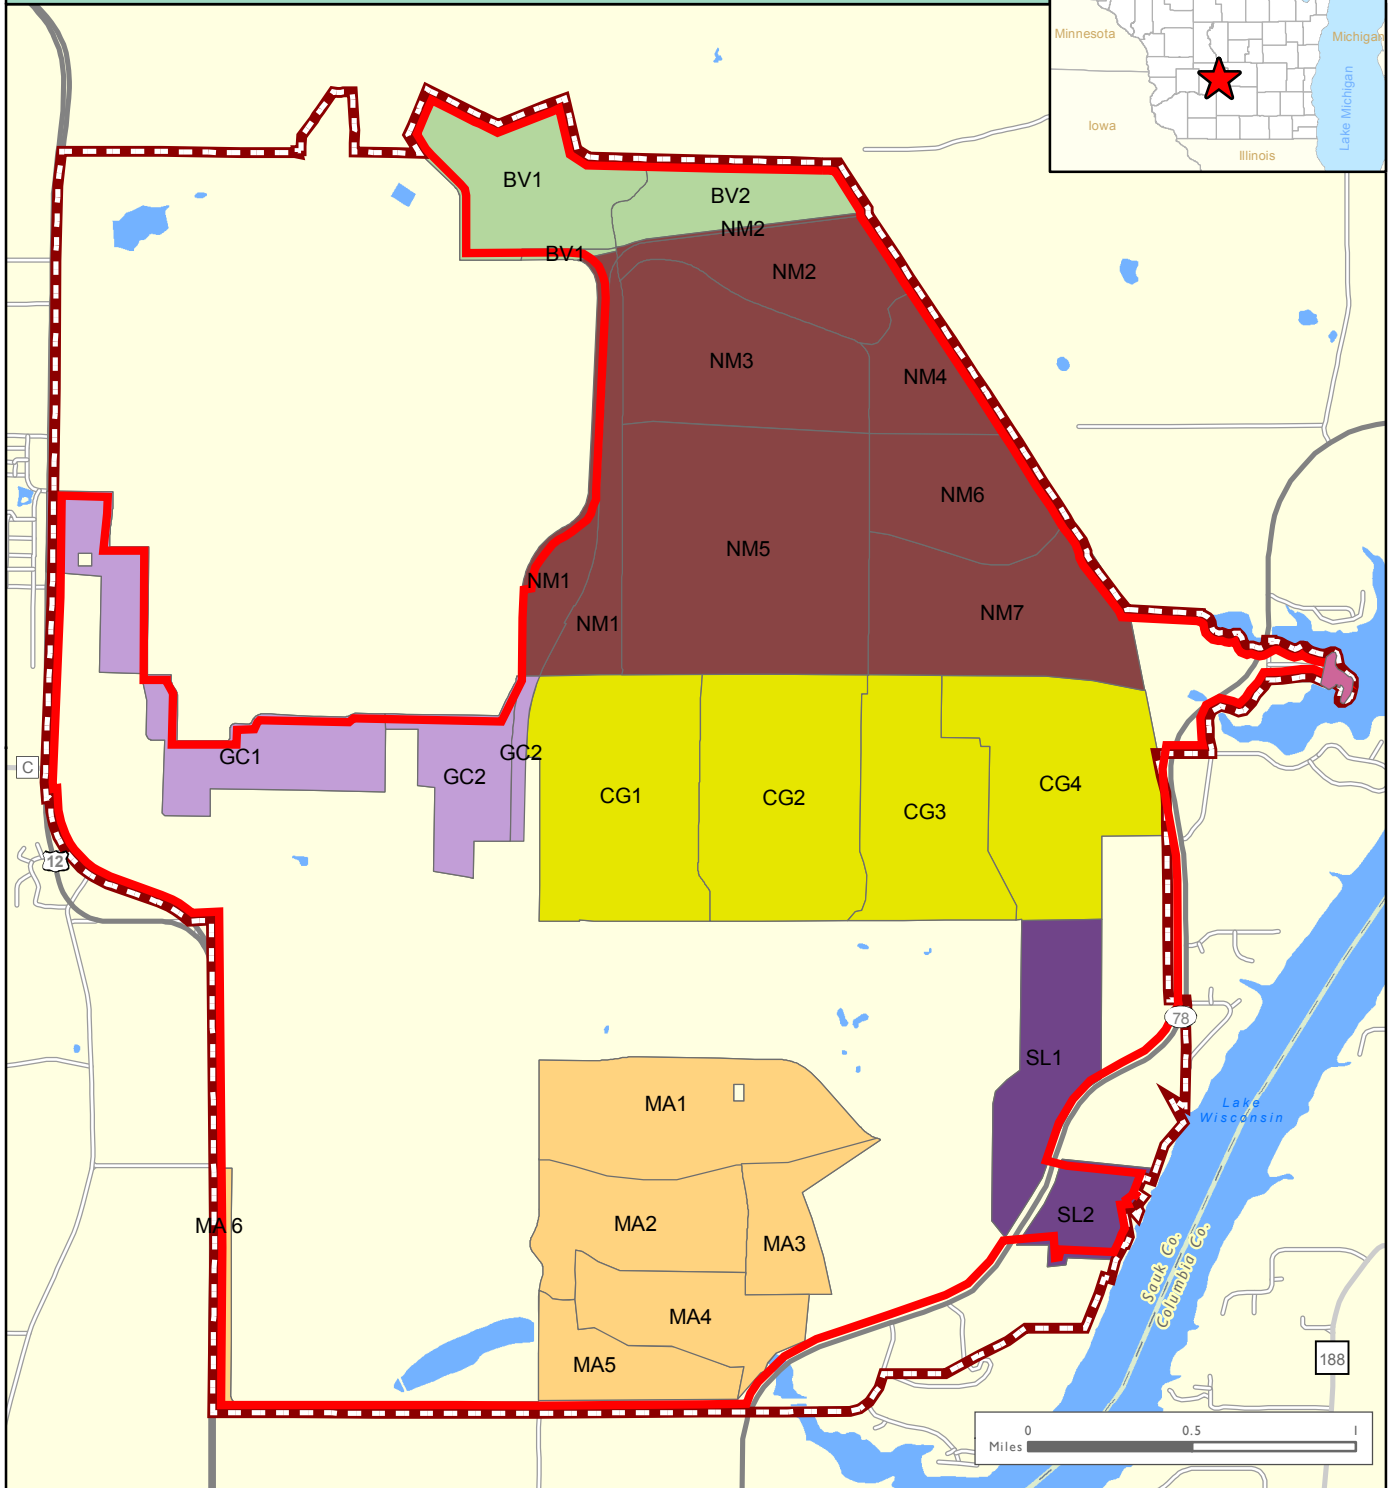 Minnesota
Michigan
Iowa
Lake Michigan
Illinois
BV1
BV2
NM2
BV1
NM2
NM3
NM4
NM6
NM5
NM1
NM7
NM1
GC2
GC1
GC2
C
CG4
CG1
CG2
CG3
12
78
SL1
MA1
Lake
Wisconsin
SL2
MA2
MA 6
MA3
Sauk Co.
Columbia Co.
MA4
MA5
188
0 0.5 1
Miles